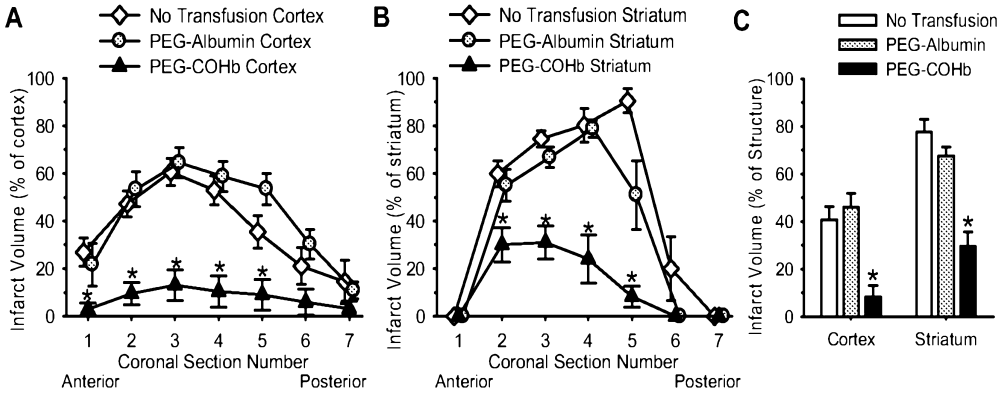 A
No Transfusion Cortex
PEG-Albumin Cortex
PEG-COHb Cortex
Infarct Volume (% of cortex)
100
80
60
40
20
0
* * * * *
1 2 3 4 5 6 7
Coronal Section Number
Anterior Posterior
B
No Transfusion Striatum
PEG-Albumin Striatum
PEG-COHb Striatum
Infarct Volume (% of striatum)
100
80
60
40
20
0
* * * *
1 2 3 4 5 6 7
Coronal Section Number
Anterior Posterior
C
No Transfusion
PEG-Albumin
PEG-COHb
Infarct Volume (% of Structure)
100
80
60
40
20
0
* *
Cortex Striatum